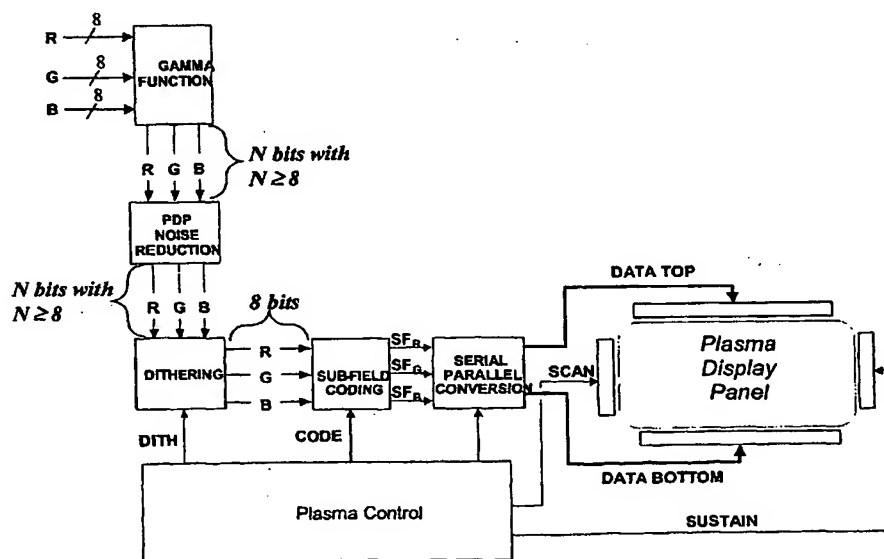 R 8
G 8
B 8
GAMMA
FUNCTION
R G B
N bits with
N ≥ 8
PDP
NOISE
REDUCTION
N bits with
N ≥ 8
R G B
8 bits
DITHERING
R
G
B
SUB-FIELD
CODING
SF_R
SF_G
SF_B
SERIAL
PARALLEL
CONVERSION
DATA TOP
SCAN
Plasma
Display
Panel
DATA BOTTOM
DITH
CODE
Plasma Control
SUSTAIN